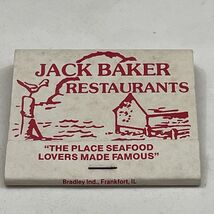 JACK BAKER
RESTAURANTS
"THE PLACE SEAFOOD
LOVERS MADE FAMOUS"
Bradley Ind., Frankfort, IL